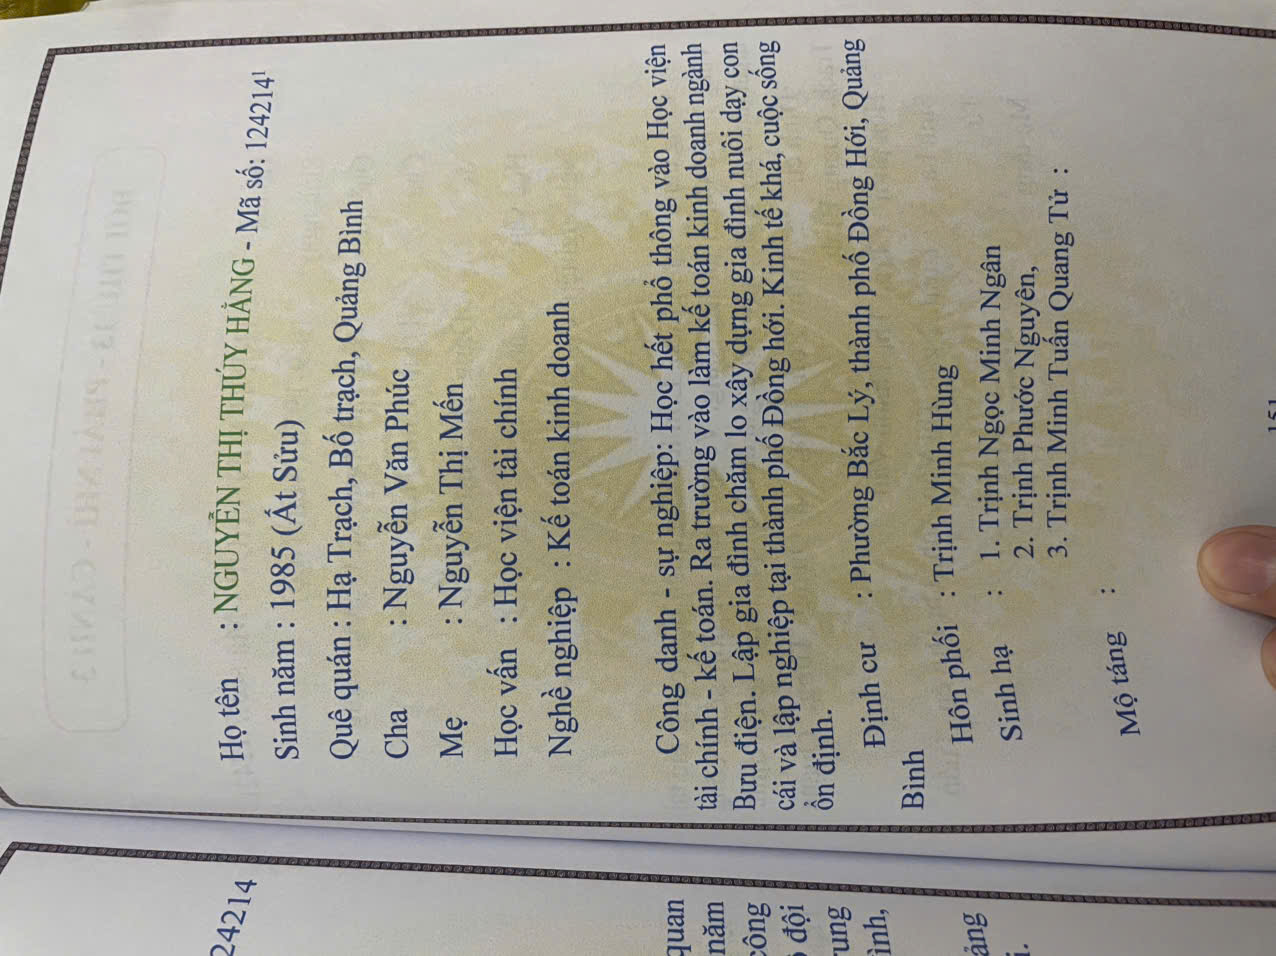 Họ tên : NGUYỄN THỊ THÚY HẰNG - Mã số: 124214¹
Sinh năm : 1985 (Ất Sửu)
Quê quán : Hạ Trạch, Bố trạch, Quảng Bình
Cha : Nguyễn Văn Phúc
Mẹ : Nguyễn Thị Mến
Học vấn : Học viện tài chính
Nghề nghiệp : Kế toán kinh doanh
Công danh - sự nghiệp: Học hết phổ thông vào Học viện
tài chính - kế toán. Ra trường vào làm kế toán kinh doanh ngành
Bưu điện. Lập gia đình chăm lo xây dựng gia đình nuôi dạy con
cái và lập nghiệp tại thành phố Đồng hới. Kinh tế khá, cuộc sống
ổn định.
Định cư : Phường Bắc Lý, thành phố Đồng Hới, Quảng
Bình
Hôn phối : Trịnh Minh Hùng
Sinh hạ : 1. Trịnh Ngọc Minh Ngân
2. Trịnh Phước Nguyên,
3. Trịnh Minh Tuấn Quang Tử :
Mộ táng :
24214
quan
năm
công
đội
rung
ình,
ảng
i.